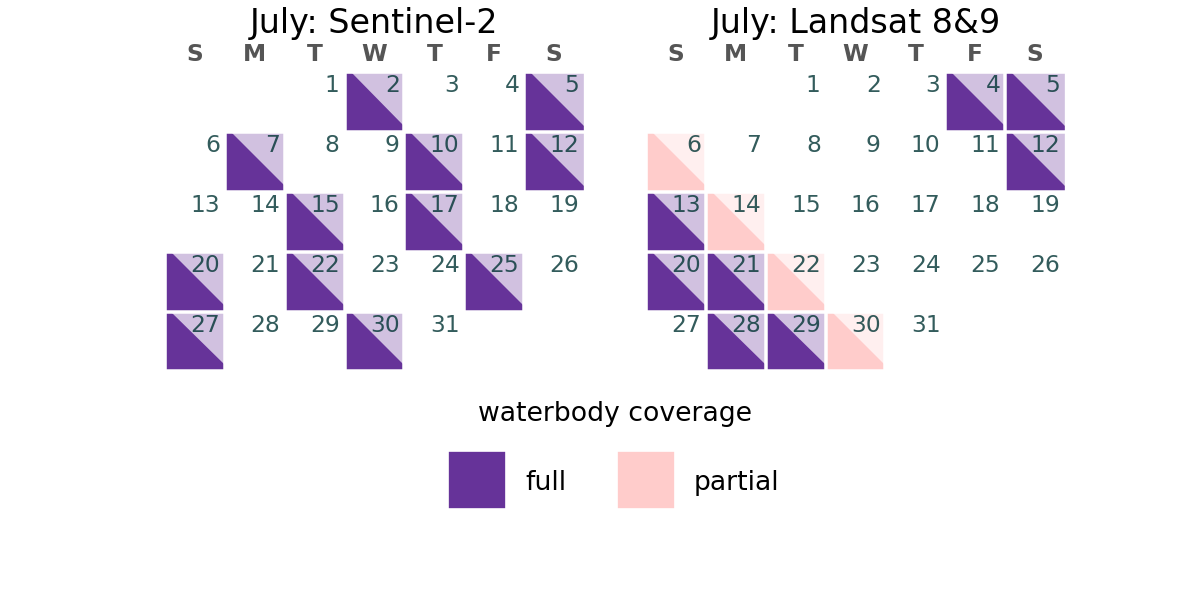 July: Sentinel-2
S M T W T F S
1 2 3 4 5
6 7 8 9 10 11 12
13 14 15 16 17 18 19
20 21 22 23 24 25 26
27 28 29 30 31
July: Landsat 8&9
S M T W T F S
1 2 3 4 5
6 7 8 9 10 11 12
13 14 15 16 17 18 19
20 21 22 23 24 25 26
27 28 29 30 31
waterbody coverage
full partial